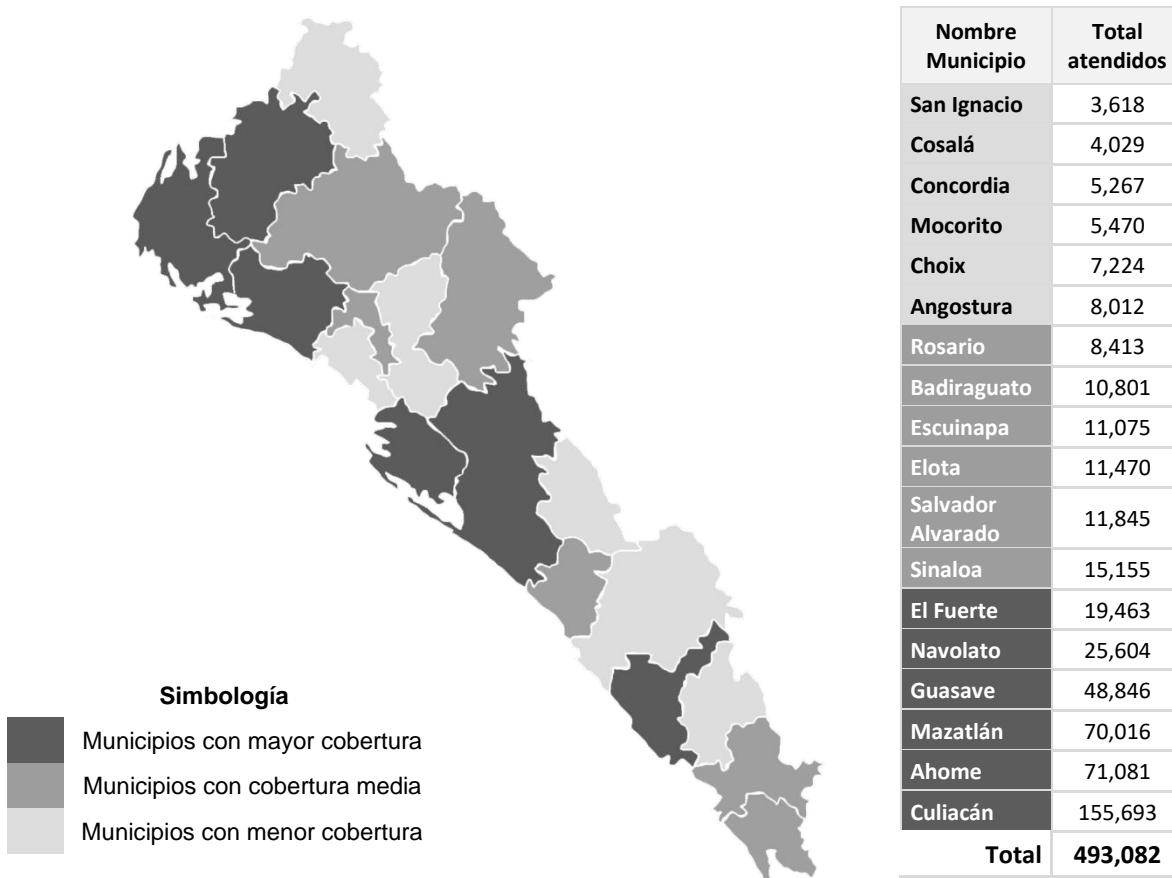 Nombre Municipio Total atendidos
San Ignacio 3,618
Cosalá 4,029
Concordia 5,267
Mocorito 5,470
Choix 7,224
Angostura 8,012
Rosario 8,413
Badiraguato 10,801
Escuinapa 11,075
Elota 11,470
Salvador Alvarado 11,845
Sinaloa 15,155
El Fuerte 19,463
Navolato 25,604
Guasave 48,846
Mazatlán 70,016
Ahome 71,081
Culiacán 155,693
Total 493,082
Simbología
Municipios con mayor cobertura
Municipios con cobertura media
Municipios con menor cobertura